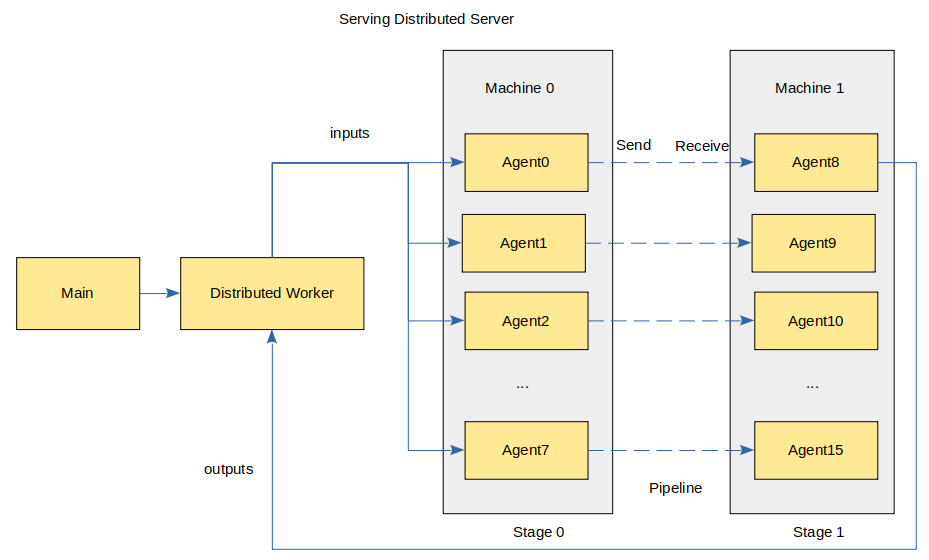 Serving Distributed Server
Machine 0
Machine 1
inputs
Send
Receive
Agent0
Agent8
Agent1
Agent9
Main
Distributed Worker
Agent2
Agent10
...
...
Agent7
Agent15
outputs
Pipeline
Stage 0
Stage 1